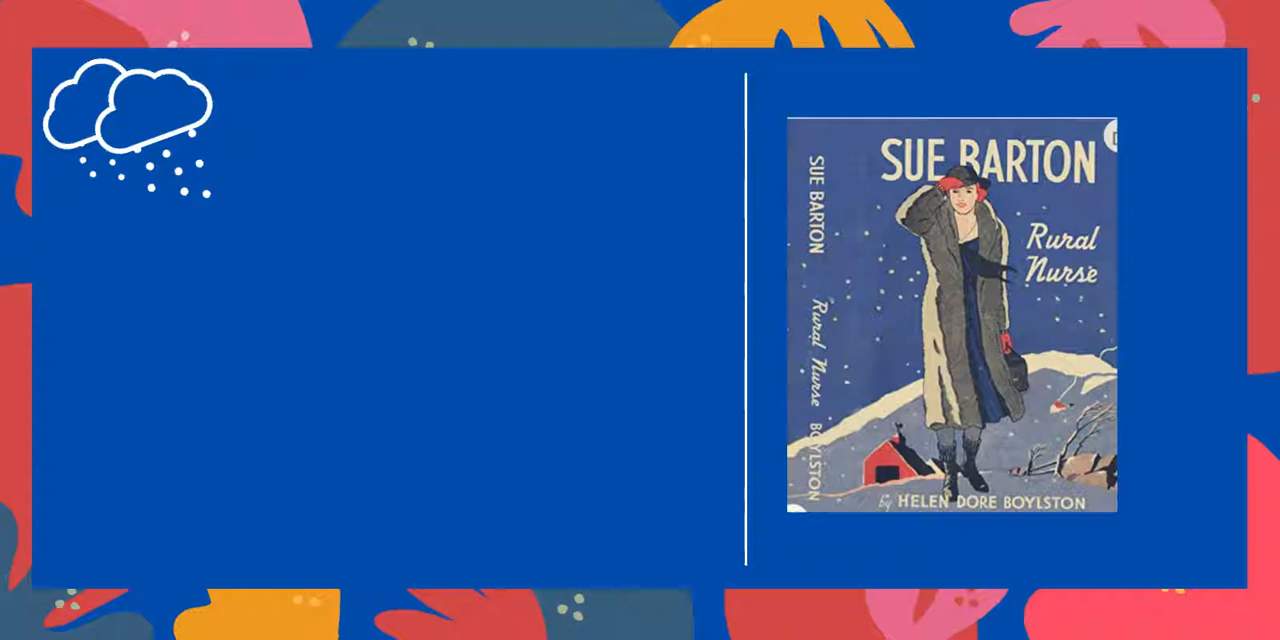 SUE BARTON
Rural
Nurse
by HELEN DORE BOYLSTON
SUE BARTON
Rural Nurse
BOYLSTON